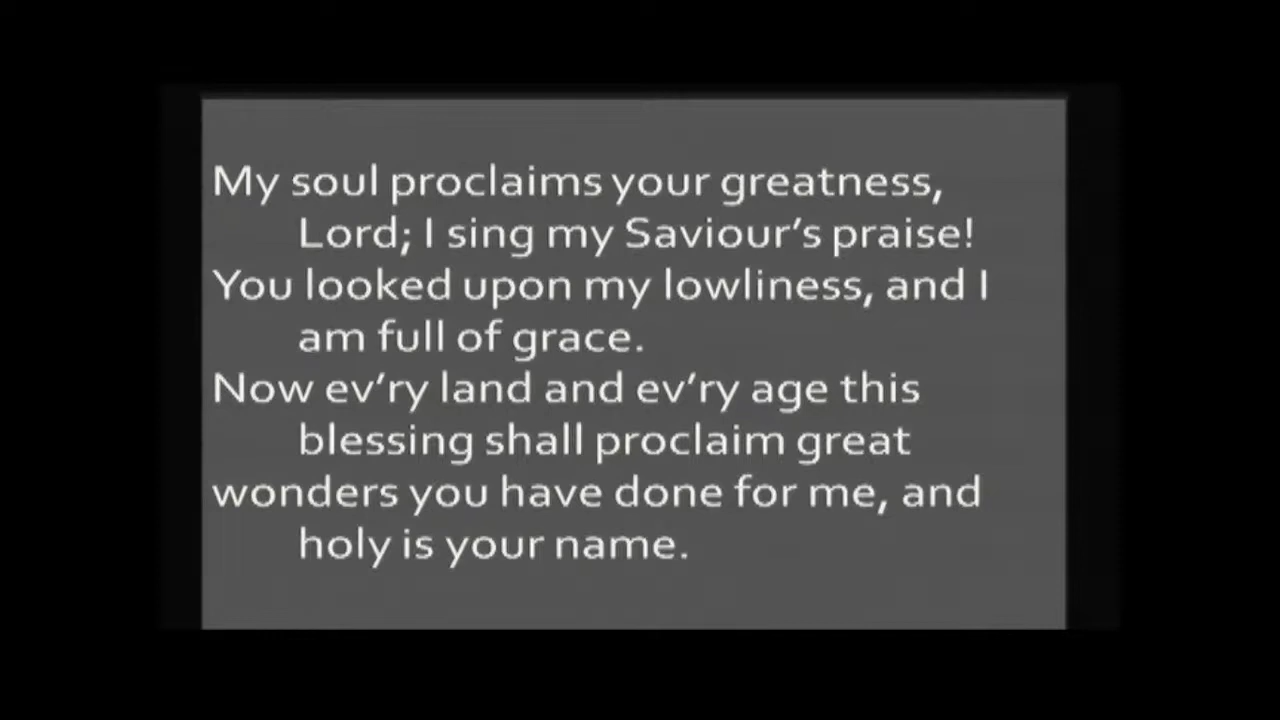 My soul proclaims your greatness,
Lord; I sing my Saviour’s praise!
You looked upon my lowliness, and I
am full of grace.
Now ev’ry land and ev’ry age this
blessing shall proclaim great
wonders you have done for me, and
holy is your name.